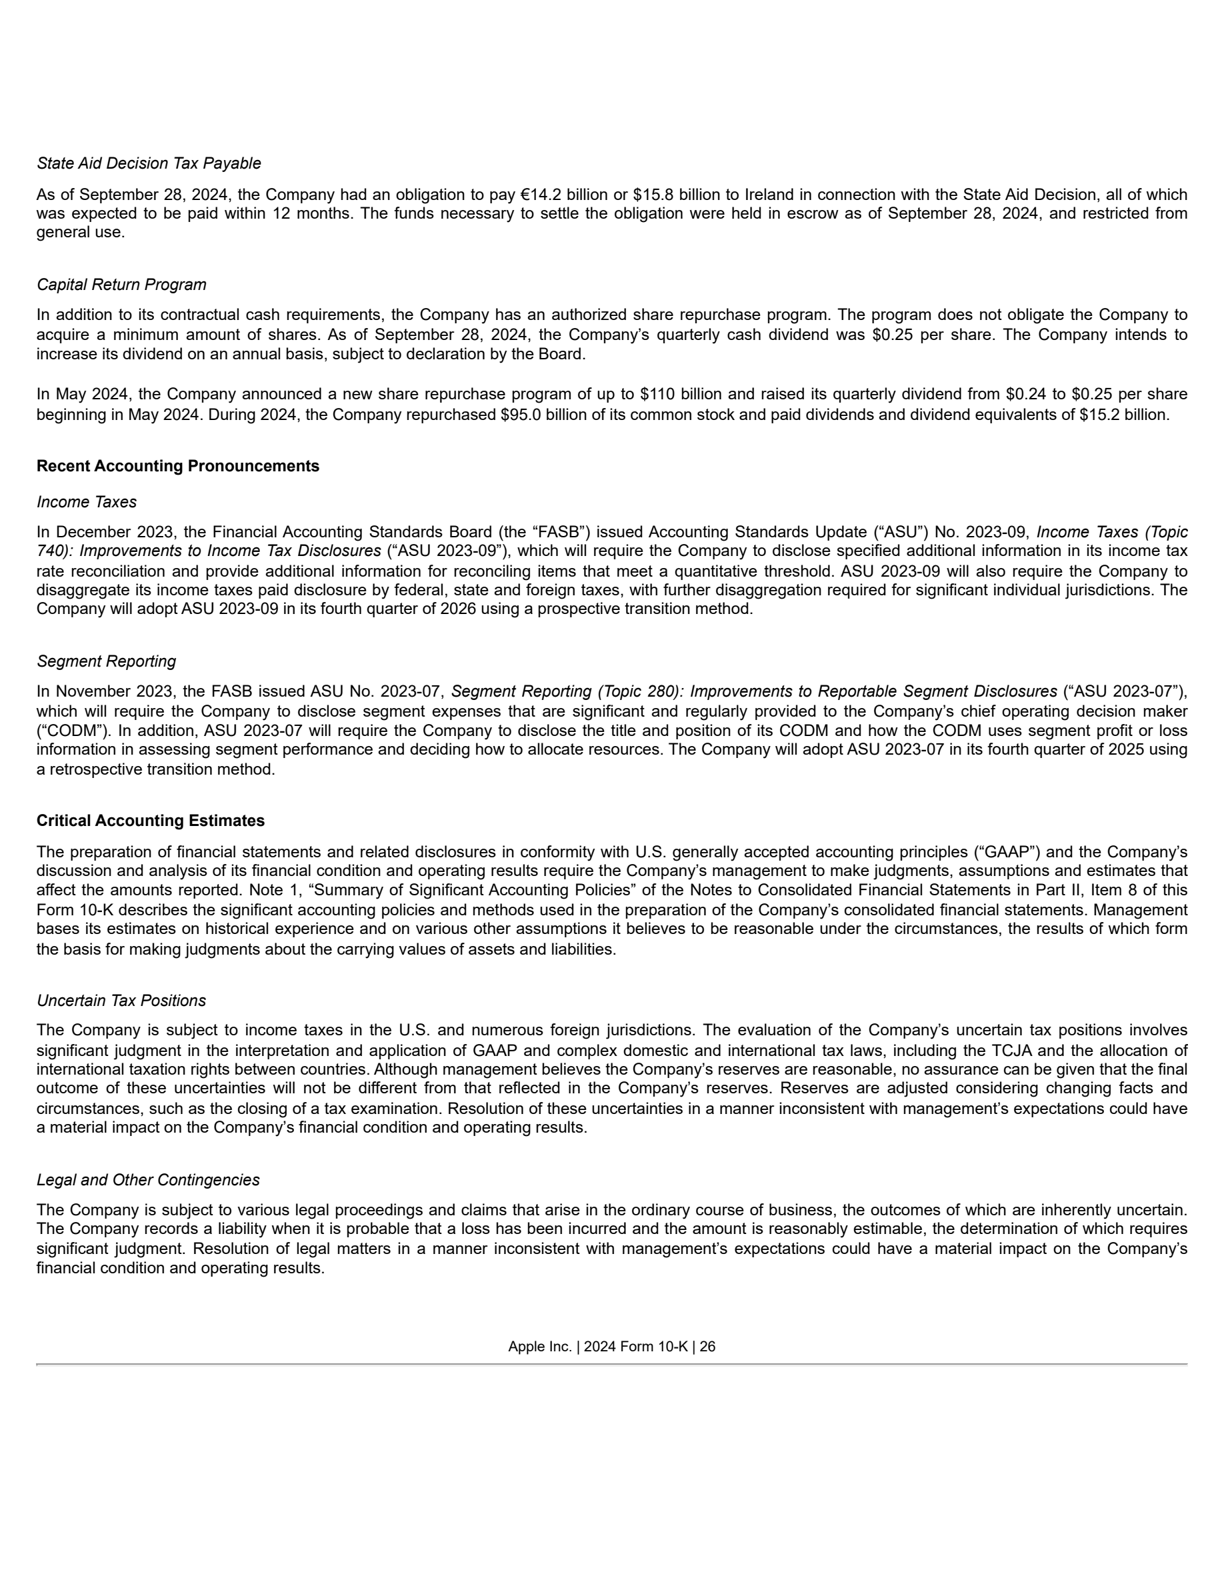 State Aid Decision Tax Payable
As of September 28, 2024, the Company had an obligation to pay €14.2 billion or $15.8 billion to Ireland in connection with the State Aid Decision, all of which
was expected to be paid within 12 months. The funds necessary to settle the obligation were held in escrow as of September 28, 2024, and restricted from
general use.
Capital Return Program
In addition to its contractual cash requirements, the Company has an authorized share repurchase program. The program does not obligate the Company to
acquire a minimum amount of shares. As of September 28, 2024, the Company’s quarterly cash dividend was $0.25 per share. The Company intends to
increase its dividend on an annual basis, subject to declaration by the Board.
In May 2024, the Company announced a new share repurchase program of up to $110 billion and raised its quarterly dividend from $0.24 to $0.25 per share
beginning in May 2024. During 2024, the Company repurchased $95.0 billion of its common stock and paid dividends and dividend equivalents of $15.2 billion.
Recent Accounting Pronouncements
Income Taxes
In December 2023, the Financial Accounting Standards Board (the “FASB”) issued Accounting Standards Update (“ASU”) No. 2023-09, Income Taxes (Topic
740): Improvements to Income Tax Disclosures (“ASU 2023-09”), which will require the Company to disclose specified additional information in its income tax
rate reconciliation and provide additional information for reconciling items that meet a quantitative threshold. ASU 2023-09 will also require the Company to
disaggregate its income taxes paid disclosure by federal, state and foreign taxes, with further disaggregation required for significant individual jurisdictions. The
Company will adopt ASU 2023-09 in its fourth quarter of 2026 using a prospective transition method.
Segment Reporting
In November 2023, the FASB issued ASU No. 2023-07, Segment Reporting (Topic 280): Improvements to Reportable Segment Disclosures (“ASU 2023-07”),
which will require the Company to disclose segment expenses that are significant and regularly provided to the Company’s chief operating decision maker
(“CODM”). In addition, ASU 2023-07 will require the Company to disclose the title and position of its CODM and how the CODM uses segment profit or loss
information in assessing segment performance and deciding how to allocate resources. The Company will adopt ASU 2023-07 in its fourth quarter of 2025 using
a retrospective transition method.
Critical Accounting Estimates
The preparation of financial statements and related disclosures in conformity with U.S. generally accepted accounting principles (“GAAP”) and the Company’s
discussion and analysis of its financial condition and operating results require the Company’s management to make judgments, assumptions and estimates that
affect the amounts reported. Note 1, “Summary of Significant Accounting Policies” of the Notes to Consolidated Financial Statements in Part II, Item 8 of this
Form 10-K describes the significant accounting policies and methods used in the preparation of the Company’s consolidated financial statements. Management
bases its estimates on historical experience and on various other assumptions it believes to be reasonable under the circumstances, the results of which form
the basis for making judgments about the carrying values of assets and liabilities.
Uncertain Tax Positions
The Company is subject to income taxes in the U.S. and numerous foreign jurisdictions. The evaluation of the Company’s uncertain tax positions involves
significant judgment in the interpretation and application of GAAP and complex domestic and international tax laws, including the TCJA and the allocation of
international taxation rights between countries. Although management believes the Company’s reserves are reasonable, no assurance can be given that the final
outcome of these uncertainties will not be different from that reflected in the Company’s reserves. Reserves are adjusted considering changing facts and
circumstances, such as the closing of a tax examination. Resolution of these uncertainties in a manner inconsistent with management’s expectations could have
a material impact on the Company’s financial condition and operating results.
Legal and Other Contingencies
The Company is subject to various legal proceedings and claims that arise in the ordinary course of business, the outcomes of which are inherently uncertain.
The Company records a liability when it is probable that a loss has been incurred and the amount is reasonably estimable, the determination of which requires
significant judgment. Resolution of legal matters in a manner inconsistent with management’s expectations could have a material impact on the Company’s
financial condition and operating results.
Apple Inc. | 2024 Form 10-K | 26